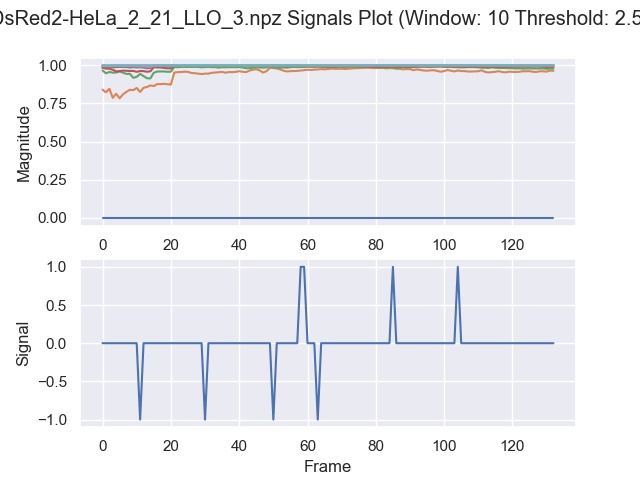 DsRed2-HeLa_2_21_LLO_3.npz Signals Plot (Window: 10 Threshold: 2.5
1.00
0.75
0.50
0.25
0.00
Magnitude
0 20 40 60 80 100 120
1.0
0.5
0.0
−0.5
−1.0
Signal
0 20 40 60 80 100 120
Frame